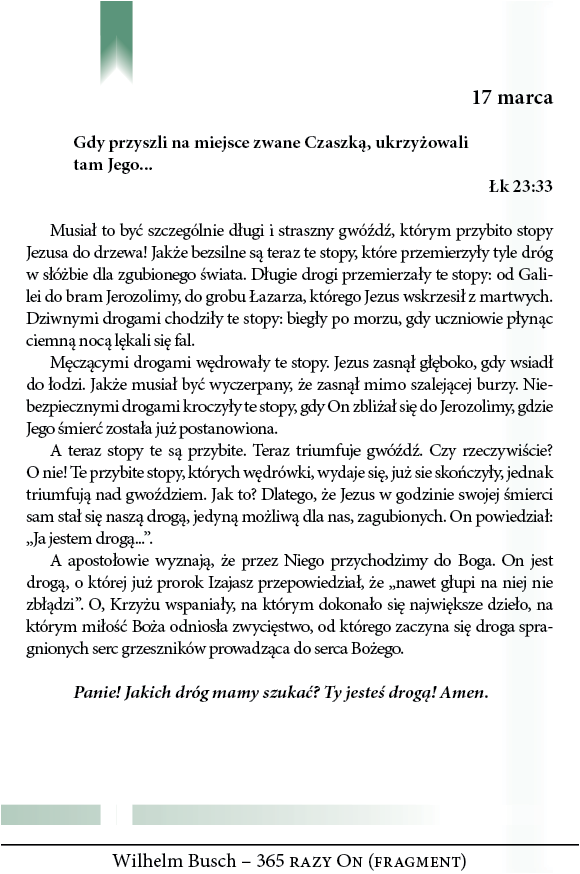 17 marca
Gdy przyszli na miejsce zwane Czaszką, ukrzyżowali
tam Jego...
Łk 23:33
Musiał to być szczególnie długi i straszny gwóźdź, którym przybito stopy
Jezusa do drzewa! Jakże bezsilne są teraz te stopy, które przemierzyły tyle dróg
w słóżbie dla zgubionego świata. Długie drogi przemierzały te stopy: od Gali-
lei do bram Jerozolimy, do grobu Łazarza, którego Jezus wskrzesił z martwych.
Dziwnymi drogami chodziły te stopy: biegły po morzu, gdy uczniowie płynąc
ciemną nocą lękali się fal.
Męczącymi drogami wędrowały te stopy. Jezus zasnął głęboko, gdy wsiadł
do łodzi. Jakże musiał być wyczerpany, że zasnął mimo szalejącej burzy. Nie-
bezpiecznymi drogami kroczyły te stopy, gdy On zbliżał się do Jerozolimy, gdzie
Jego śmierć została już postanowiona.
A teraz stopy te są przybite. Teraz triumfuje gwóźdź. Czy rzeczywiście?
O nie! Te przybite stopy, których wędrówki, wydaje się, już sie skończyły, jednak
triumfują nad gwoździem. Jak to? Dlatego, że Jezus w godzinie swojej śmierci
sam stał się naszą drogą, jedyną możliwą dla nas, zagubionych. On powiedział:
„Ja jestem drogą...”.
A apostołowie wyznają, że przez Niego przychodzimy do Boga. On jest
drogą, o której już prorok Izajasz przepowiedział, że „nawet głupi na niej nie
zbłądzi”. O, Krzyżu wspaniały, na którym dokonało się największe dzieło, na
którym miłość Boża odniosła zwycięstwo, od którego zaczyna się droga spra-
gnionych serc grzeszników prowadząca do serca Bożego.
Panie! Jakich dróg mamy szukać? Ty jesteś drogą! Amen.
Wilhelm Busch – 365 razy On (fragment)